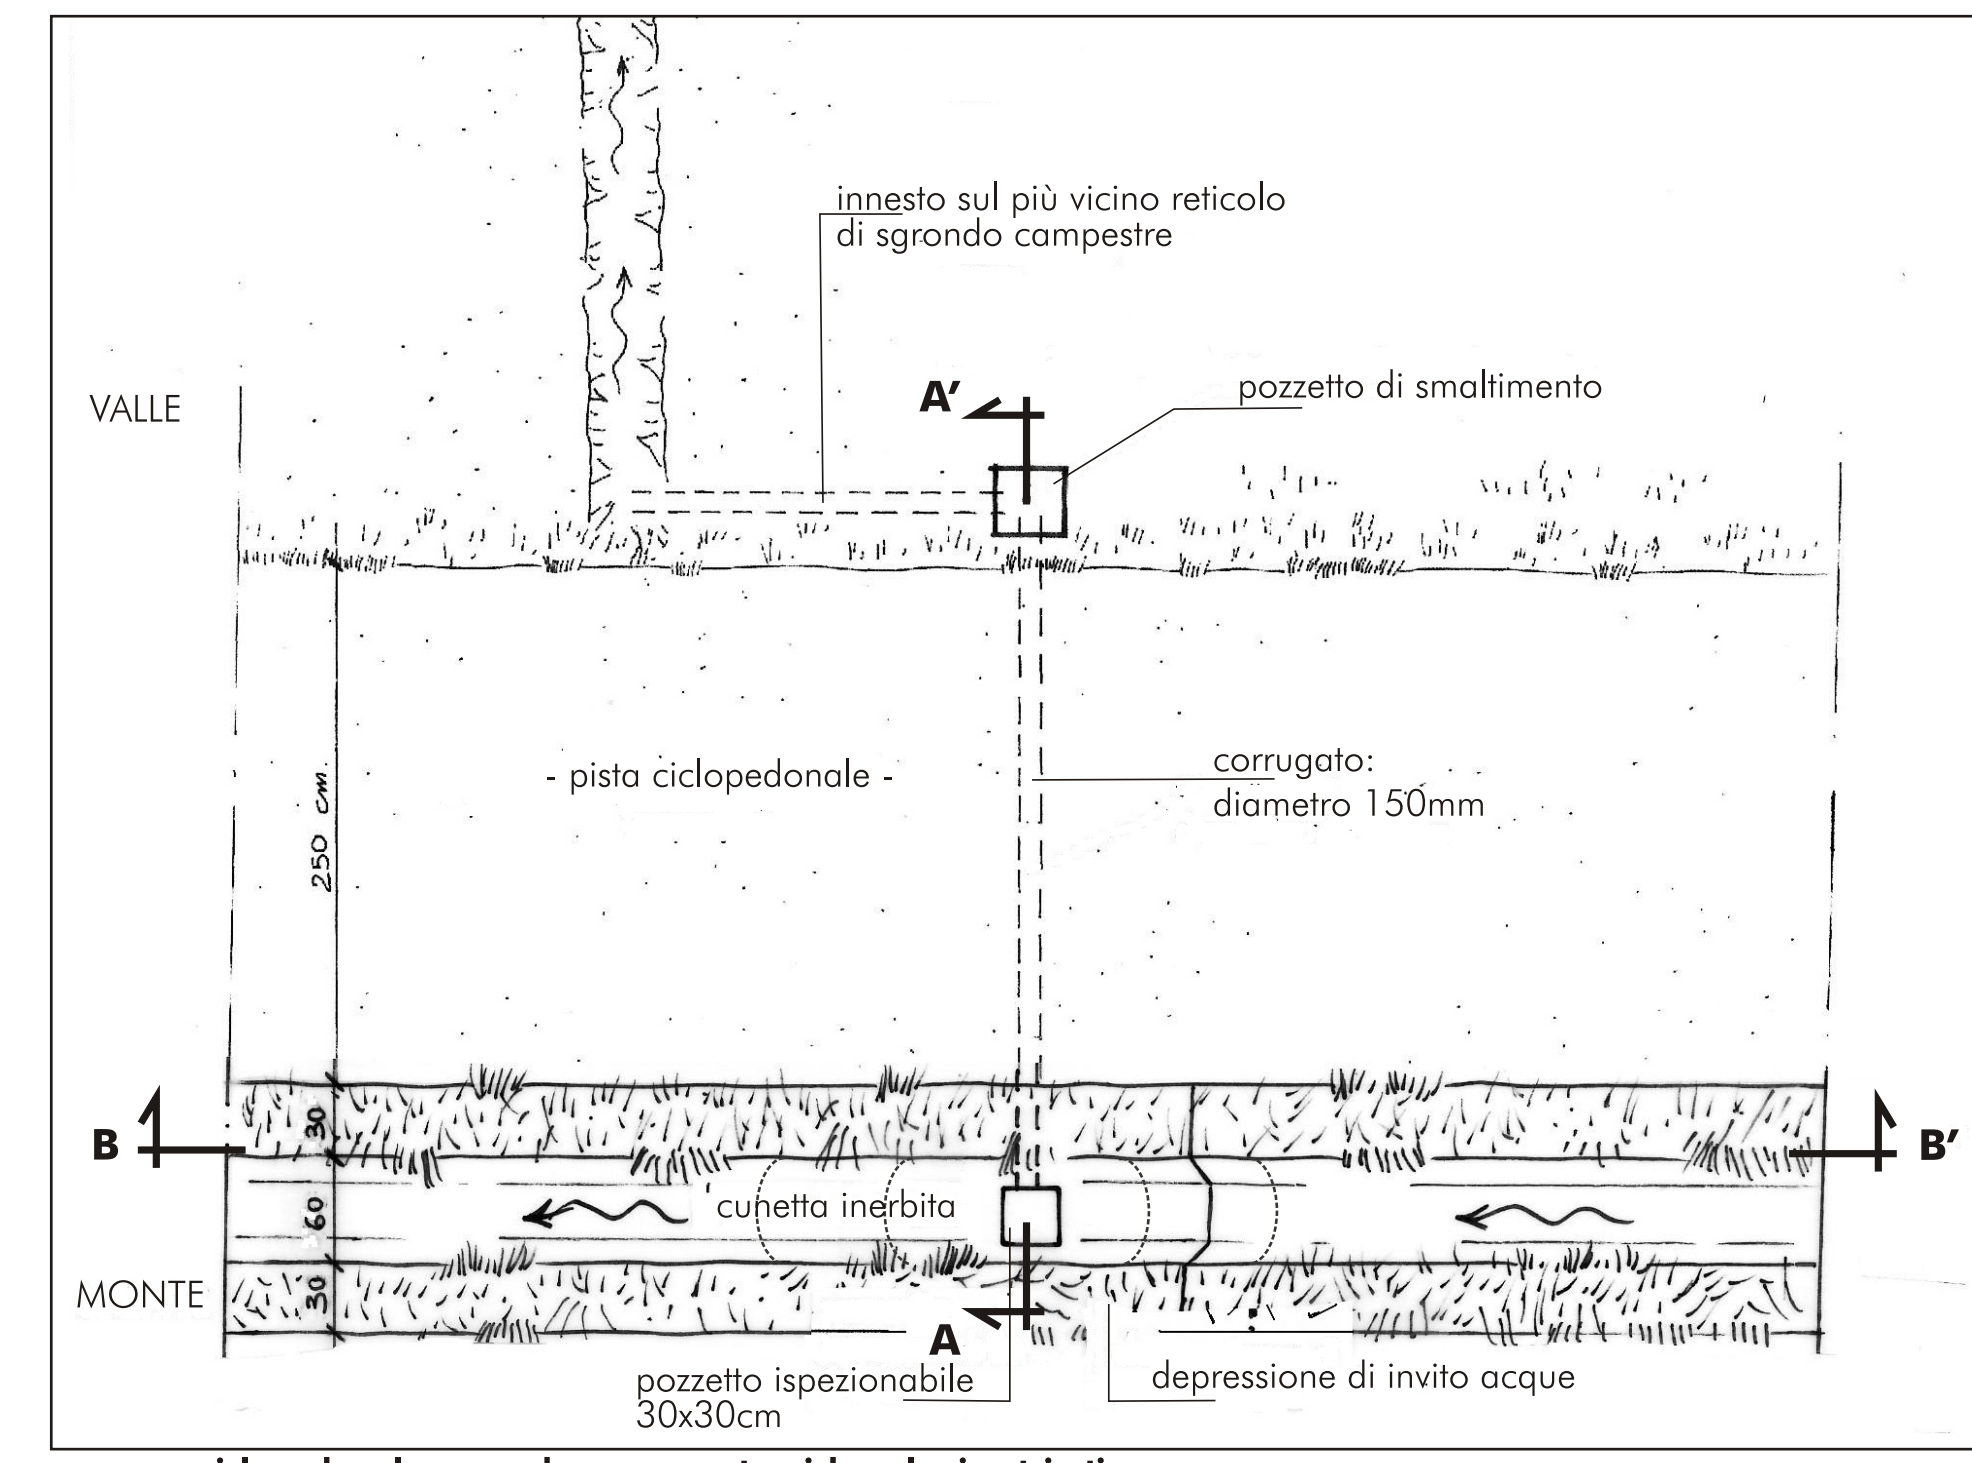 innesto sul più vicino reticolo
di sgrondo campestre
VALLE
A'
pozzetto di smaltimento
- pista ciclopedonale -
corrugato:
diametro 150mm
250 cm.
B
30
B'
60
cunetta inerbita
MONTE
30
A
pozzetto ispezionabile
30x30cm
depressione di invito acque